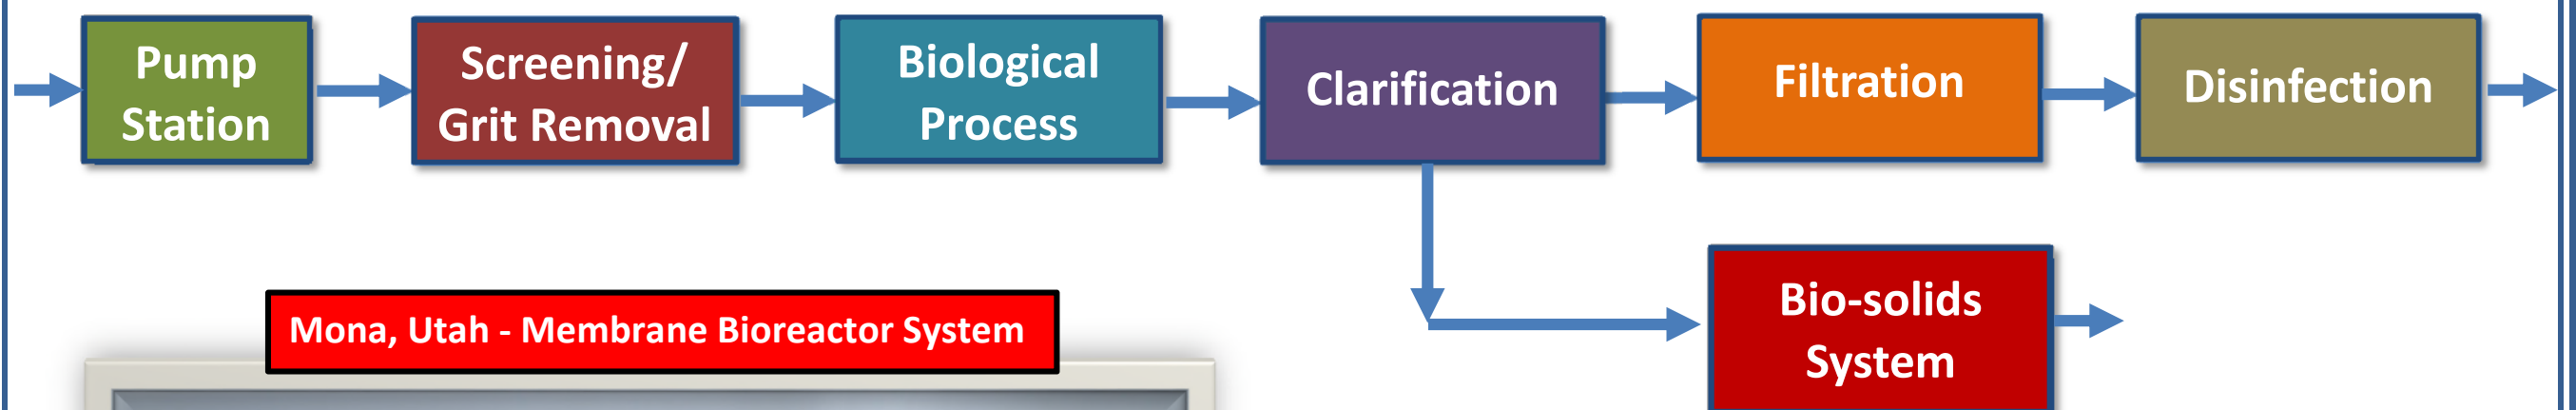 Pump
Station
Screening/
Grit Removal
Biological
Process
Clarification
Filtration
Disinfection
Bio-solids
System
Mona, Utah - Membrane Bioreactor System